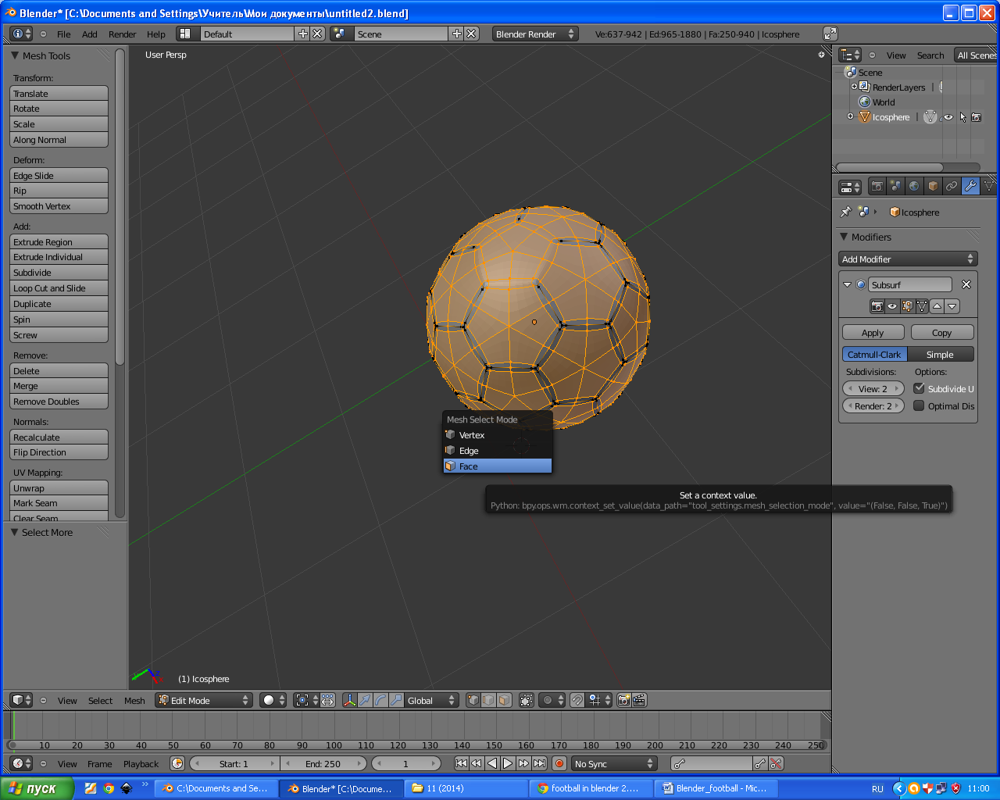 Blender* [C:\Documents and Settings\Учитель\Мои документы\untitled2.blend]
File Add Render Help Default Scene Blender Render Ve:637-942 | Ed:965-1880 | Fa:250-940 | Icosphere
Mesh Tools
Transform:
Translate
Rotate
Scale
Along Normal
Deform:
Edge Slide
Rip
Smooth Vertex
Add:
Extrude Region
Extrude Individual
Subdivide
Loop Cut and Slide
Duplicate
Spin
Screw
Remove:
Delete
Merge
Remove Doubles
Normals:
Recalculate
Flip Direction
UV Mapping:
Unwrap
Mark Seam
Clear Seam
Select More
User Persp
Mesh Select Mode
Vertex
Edge
Face
Set a context value.
Python: bpy.ops.wm.context_set_value(data_path="tool_settings.mesh_selection_mode", value="(False, False, True)")
(1) Icosphere
View Search All Scenes
Scene
RenderLayers |
World
Icosphere |
Icosphere
Modifiers
Add Modifier
Subsurf
Apply Copy
Catmull-Clark Simple
Subdivisions: Options:
View: 2 Subdivide U
Render: 2 Optimal Dis
View Select Mesh Edit Mode Global
10 20 30 40 50 60 70 80 90 100 110 120 130 140 150 160 170 180 190 200 210 220 230 240 250
View Frame Playback Start: 1 End: 250 1 No Sync
пуск C:\Documents and Se... Blender* [C:\Docume... 11 (2014) football in blender 2.... Blender_football - Mic... RU 11:00